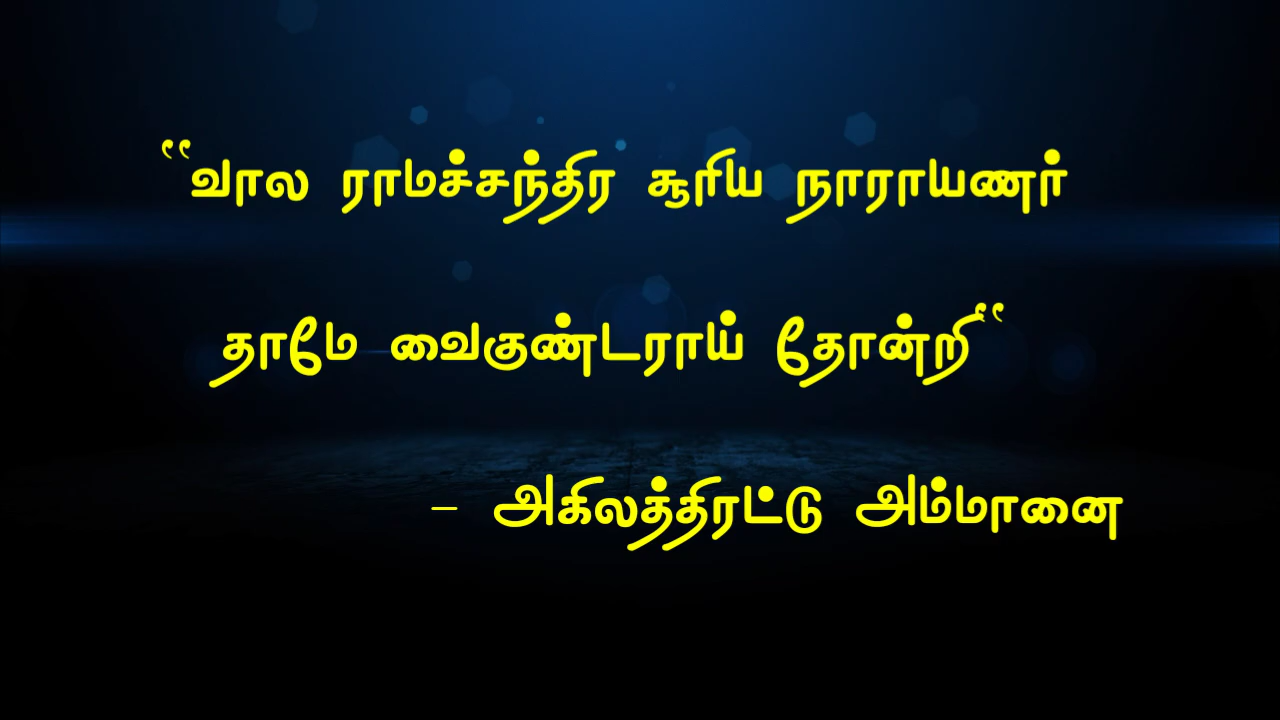 "வால ராமச்சந்திர சூரிய நாராயணர்
தாமே வைகுண்டராய் தோன்றி"
- அகிலத்திரட்டு அம்மானை